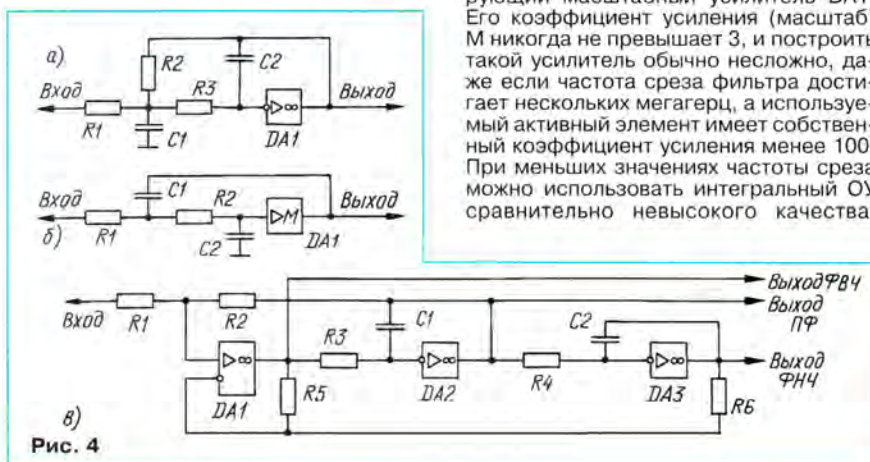 рующий масштабный усилитель DA1
Его коэффициент усиления (масштаб
М никогда не превышает 3, и построить
такой усилитель обычно несложно, да-
же если частота среза фильтра дости-
гает нескольких мегагерц, а используе-
мый активный элемент имеет собствен-
ный коэффициент усиления менее 100
При меньших значениях частоты среза
можно использовать интегральный ОУ
сравнительно невысокого качества
а)
R2
C2
Вход
R3
Выход
▷∞
R1
C1
DA1
Вход
C1
R2
Выход
▷M
б)
R1
C2
DA1
Выход ФВЧ
Вход
R1
R2
C1
C2
Выход
ПФ
R3
▷∞
▷∞
▷∞
Выход
ФНЧ
DA1
R5
DA2
R4
DA3
R6
в)
Рис. 4